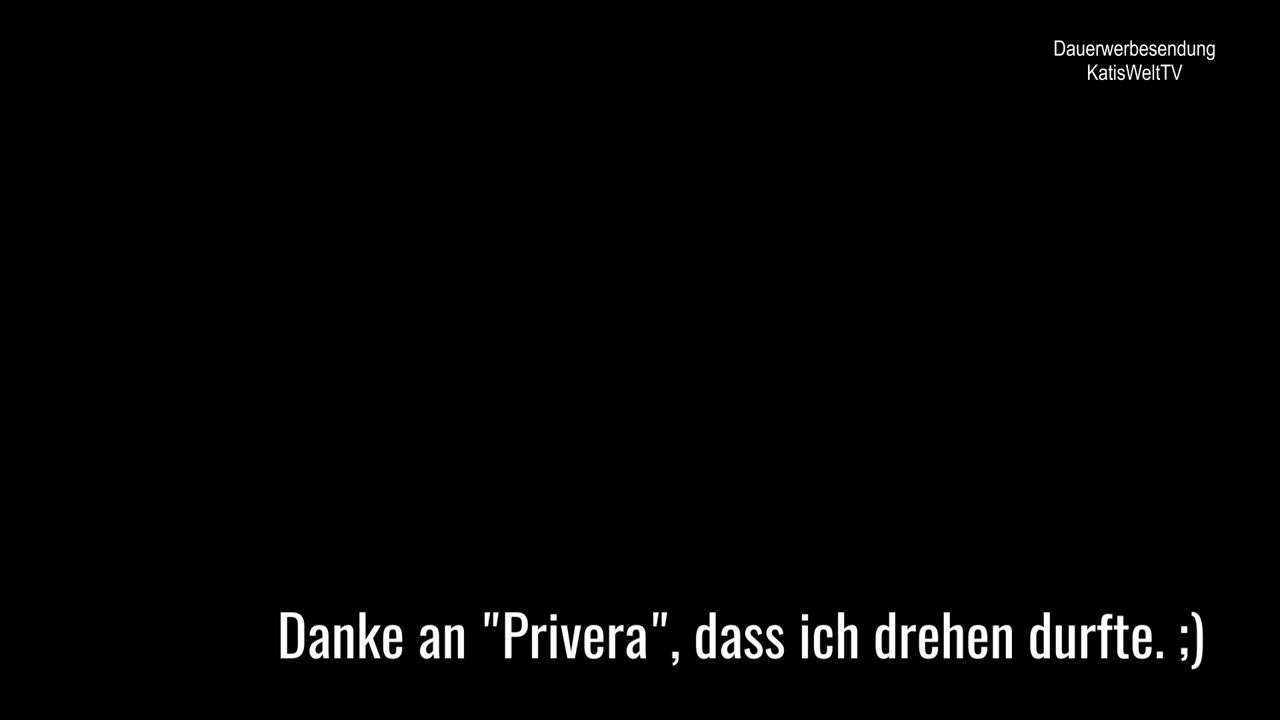 Dauerwerbesendung
KatisWeltTV
Danke an "Privera", dass ich drehen durfte. ;)